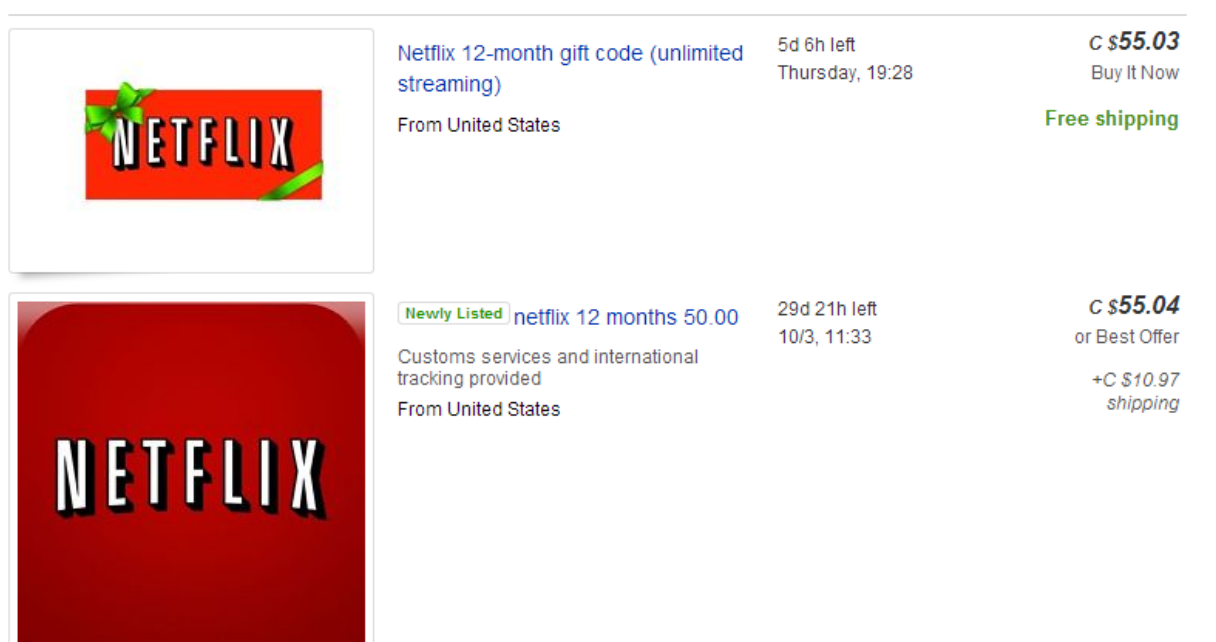 NETFLIX
Netflix 12-month gift code (unlimited
streaming)
From United States
5d 6h left
Thursday, 19:28
C $55.03
Buy It Now
Free shipping
NETFLIX
Newly Listed netflix 12 months 50.00
Customs services and international
tracking provided
From United States
29d 21h left
10/3, 11:33
C $55.04
or Best Offer
+C $10.97
shipping